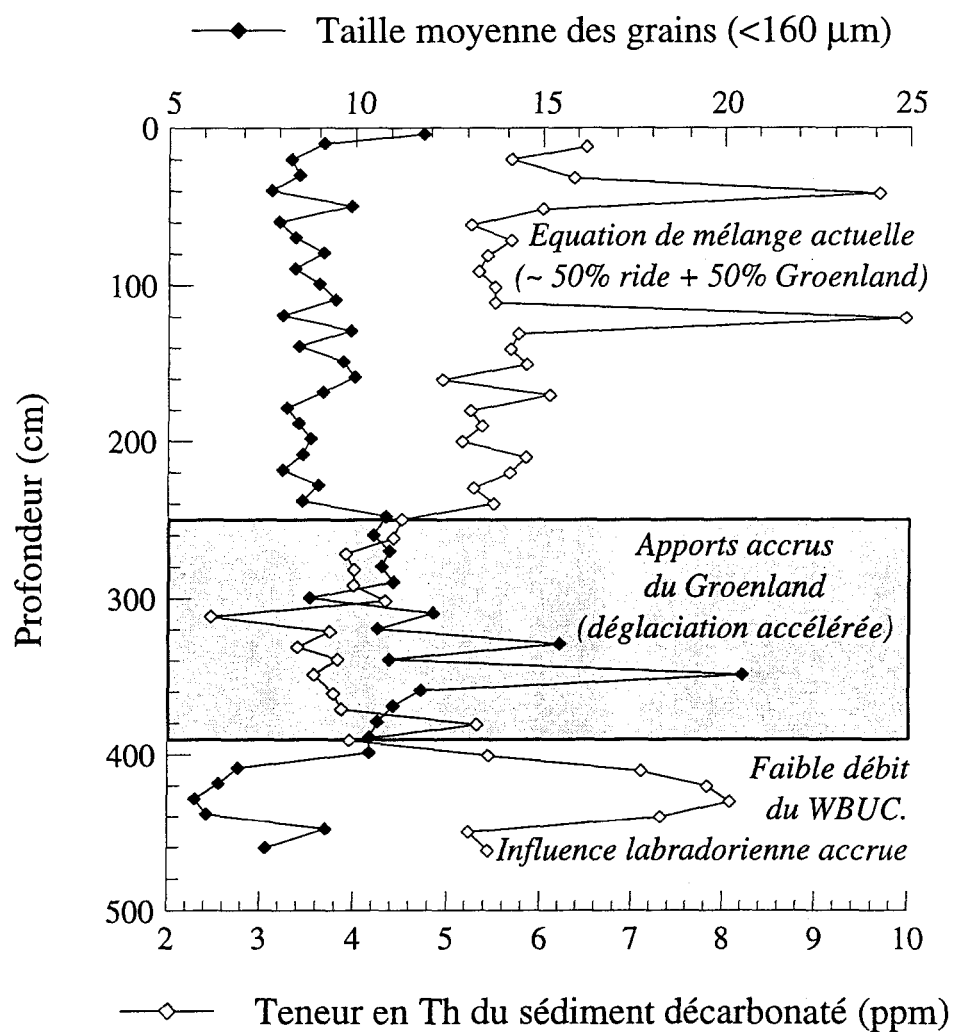 Taille moyenne des grains (<160 μm)
5 10 15 20 25
0
100
200
300
400
500
Profondeur (cm)
Equation de mélange actuelle
(~ 50% ride + 50% Groenland)
Apports accrus
du Groenland
(déglaciation accélérée)
Faible débit
du WBUC.
Influence labradorienne accrue
2 3 4 5 6 7 8 9 10
Teneur en Th du sédiment décarbonaté (ppm)